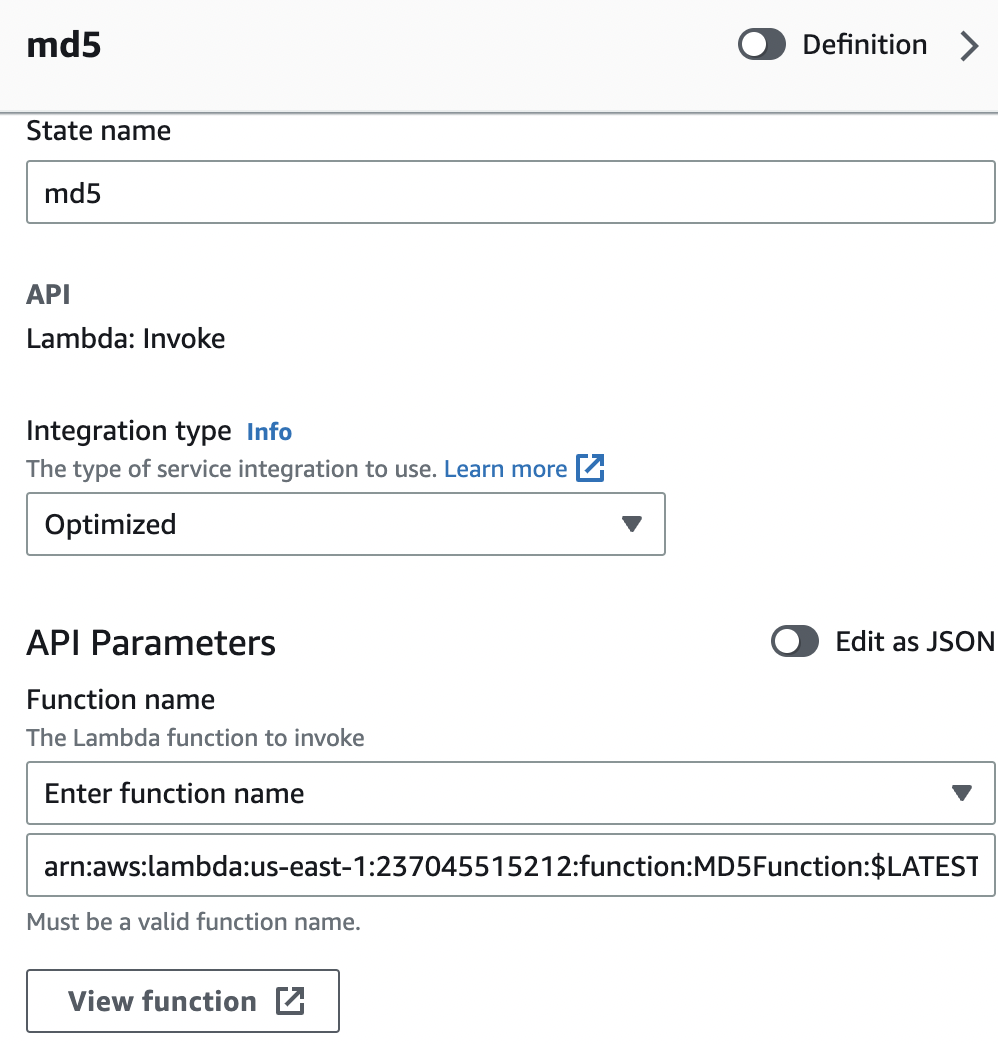 md5
Definition
State name
md5
API
Lambda: Invoke
Integration type Info
The type of service integration to use. Learn more
Optimized
API Parameters
Edit as JSON
Function name
The Lambda function to invoke
Enter function name
arn:aws:lambda:us-east-1:237045515212:function:MD5Function:$LATEST
Must be a valid function name.
View function